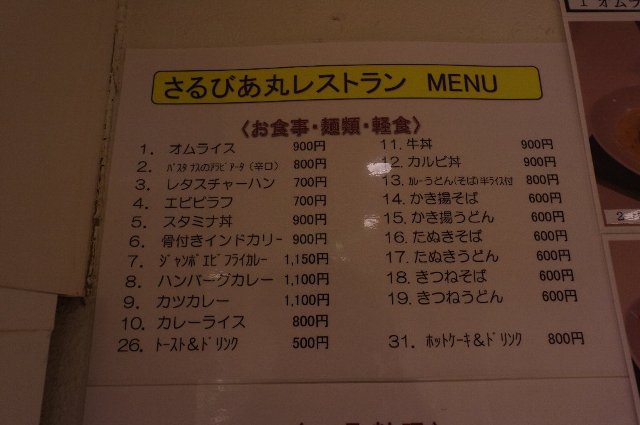 さるびあ丸レストラン MENU
〈お食事・麺類・軽食〉
1. オムライス 900円
2. ﾊﾟｽﾀ ﾅｽのｱﾗﾋﾞｱｰﾀ（辛口） 800円
3. レタスチャーハン 700円
4. エビピラフ 700円
5. スタミナ丼 900円
6. 骨付きインドカリー 900円
7. ｼﾞｬﾝﾎﾞｴﾋﾞﾌﾗｲｶﾚｰ 1,150円
8. ハンバーグカレー 1,100円
9. カツカレー 1,100円
10. カレーライス 800円
26. ﾄｰｽﾄ＆ﾄﾞﾘﾝｸ 500円
11. 牛丼 900円
12. カルビ丼 900円
13. ｶﾚｰうどん（そば）半ﾗｲｽ付 800円
14. かき揚そば 600円
15. かき揚うどん 600円
16. たぬきそば 600円
17. たぬきうどん 600円
18. きつねそば 600円
19. きつねうどん 600円
31. ﾎｯﾄｹｰｷ＆ﾄﾞﾘﾝｸ 800円
1 オムラ